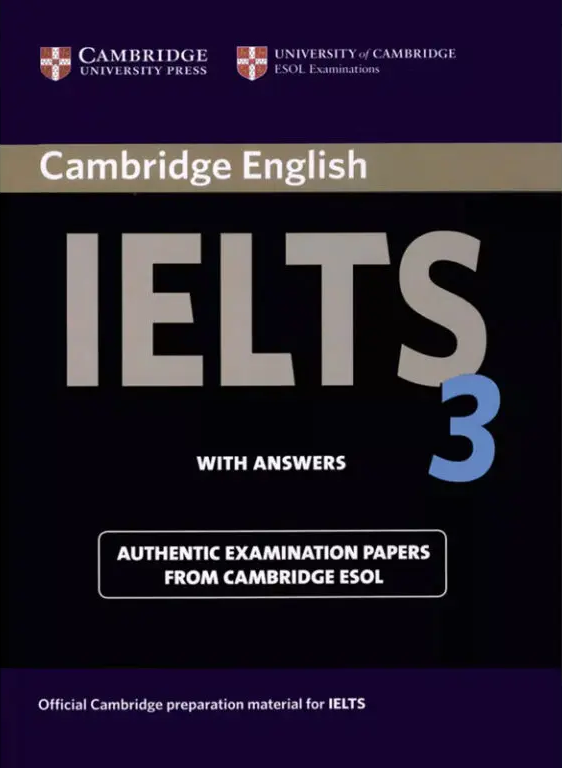 CAMBRIDGE
UNIVERSITY PRESS
UNIVERSITY of CAMBRIDGE
ESOL Examinations
Cambridge English
IELTS
3
WITH ANSWERS
AUTHENTIC EXAMINATION PAPERS
FROM CAMBRIDGE ESOL
Official Cambridge preparation material for IELTS